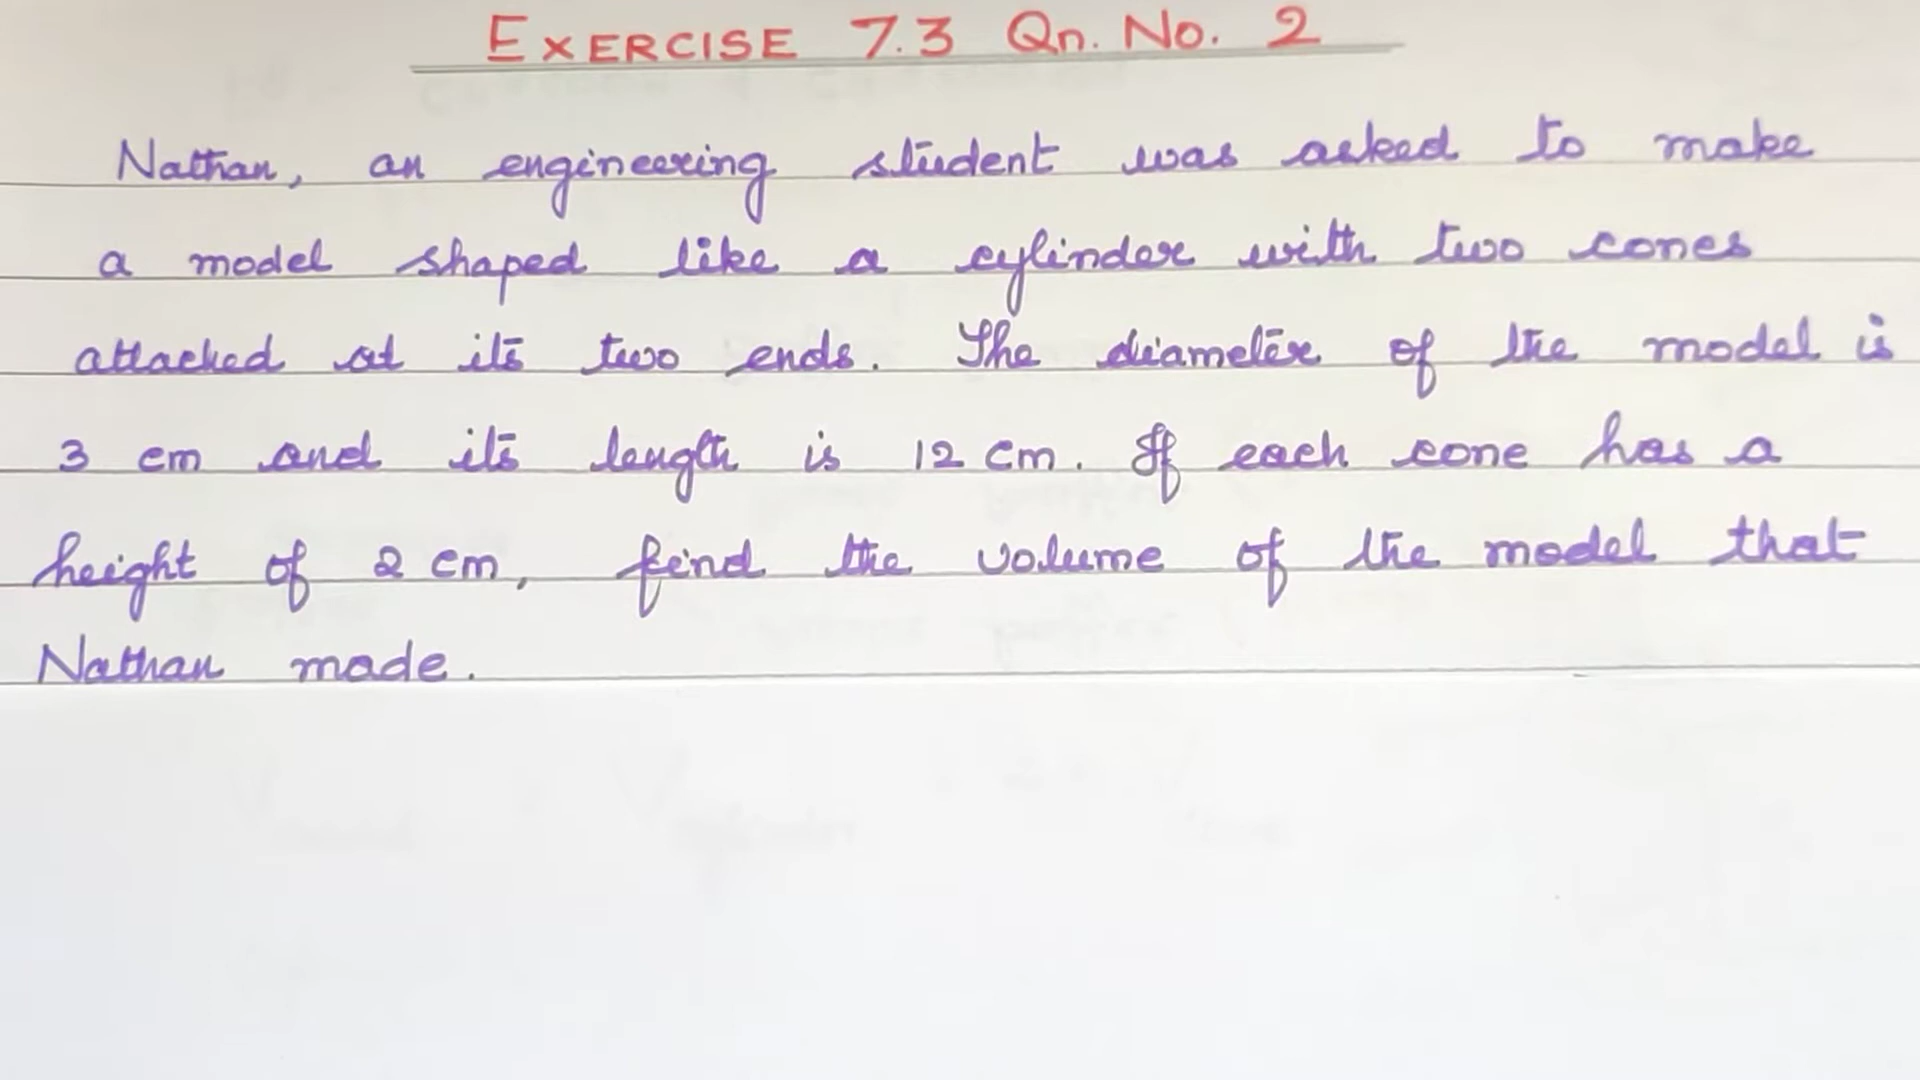 EXERCISE 7.3 Qn. No. 2
Nathan, an engineering student was asked to make
a model shaped like a cylinder with two cones
attached at its two ends. The diameter of the model is
3 cm and its length is 12 cm. If each cone has a
height of 2 cm, find the volume of the model that
Nathan made.